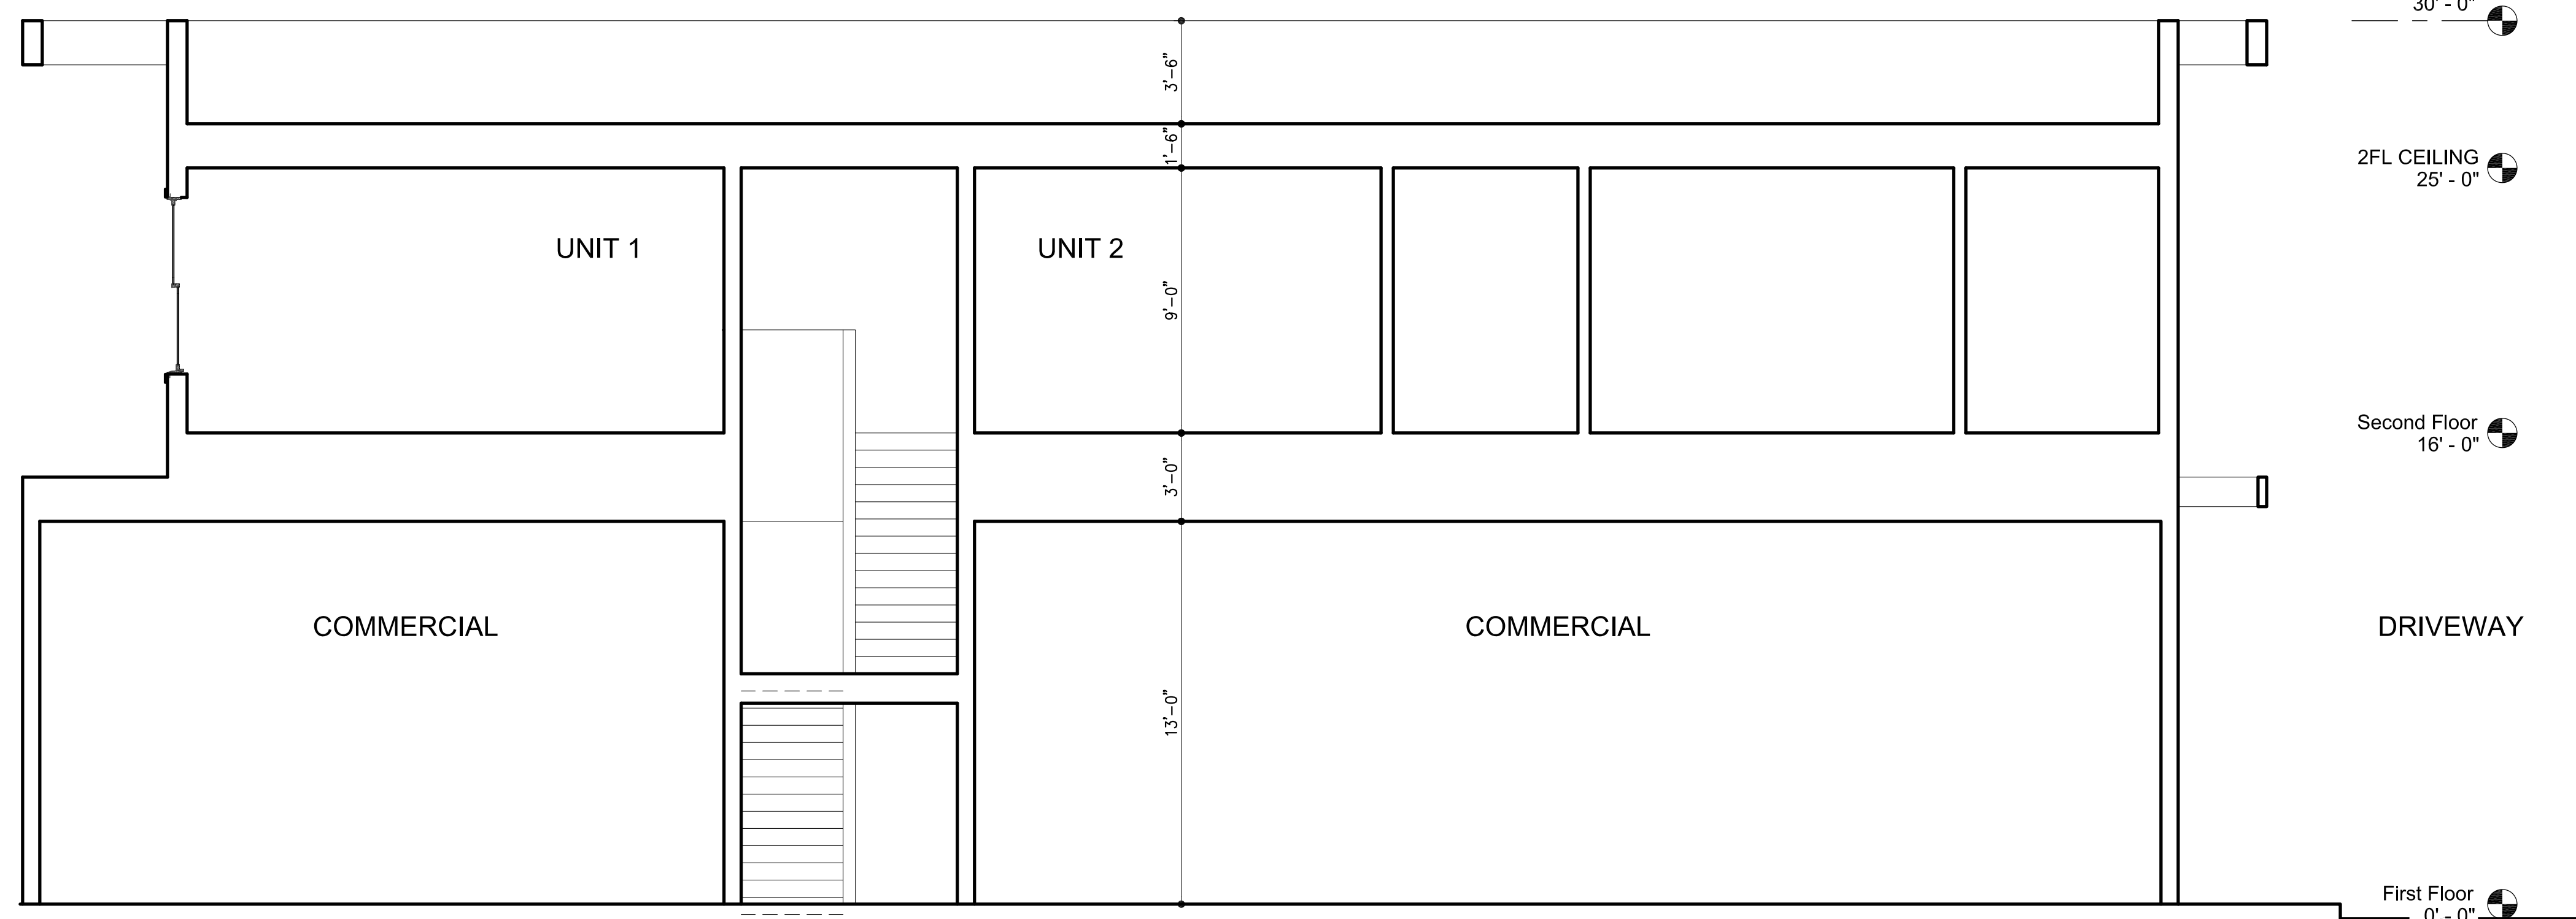 30' - 0"
3'-6"
1'-6"
2FL CEILING
25' - 0"
UNIT 1
UNIT 2
9'-0"
Second Floor
16' - 0"
3'-0"
COMMERCIAL
COMMERCIAL
DRIVEWAY
13'-0"
First Floor
0' - 0"